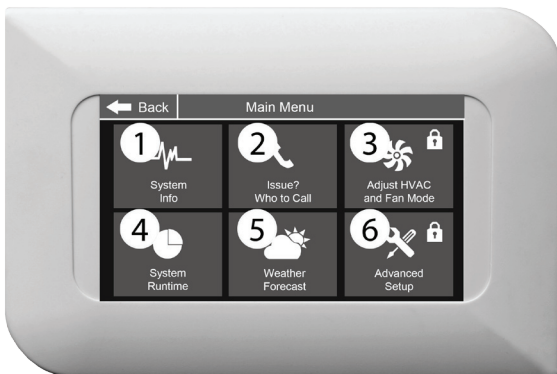 Back
Main Menu
1
2
3
System
Info
Issue?
Who to Call
Adjust HVAC
and Fan Mode
4
5
6
System
Runtime
Weather
Forecast
Advanced
Setup